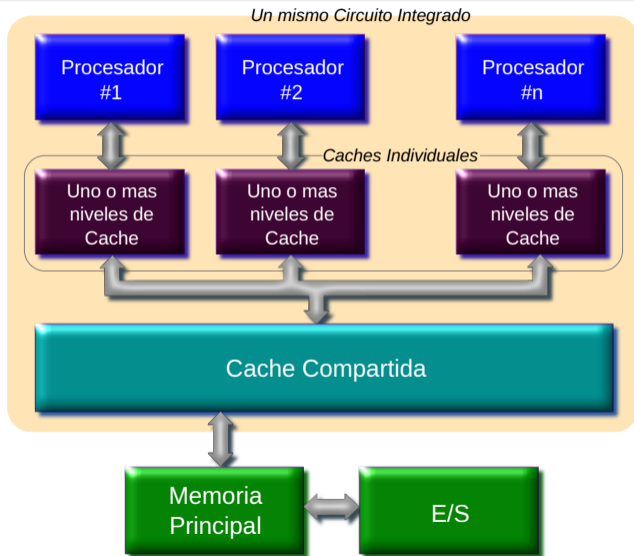 Un mismo Circuito Integrado
Procesador
#1
Procesador
#2
Procesador
#n
Caches Individuales
Uno o mas
niveles de
Cache
Uno o mas
niveles de
Cache
Uno o mas
niveles de
Cache
Cache Compartida
Memoria
Principal
E/S